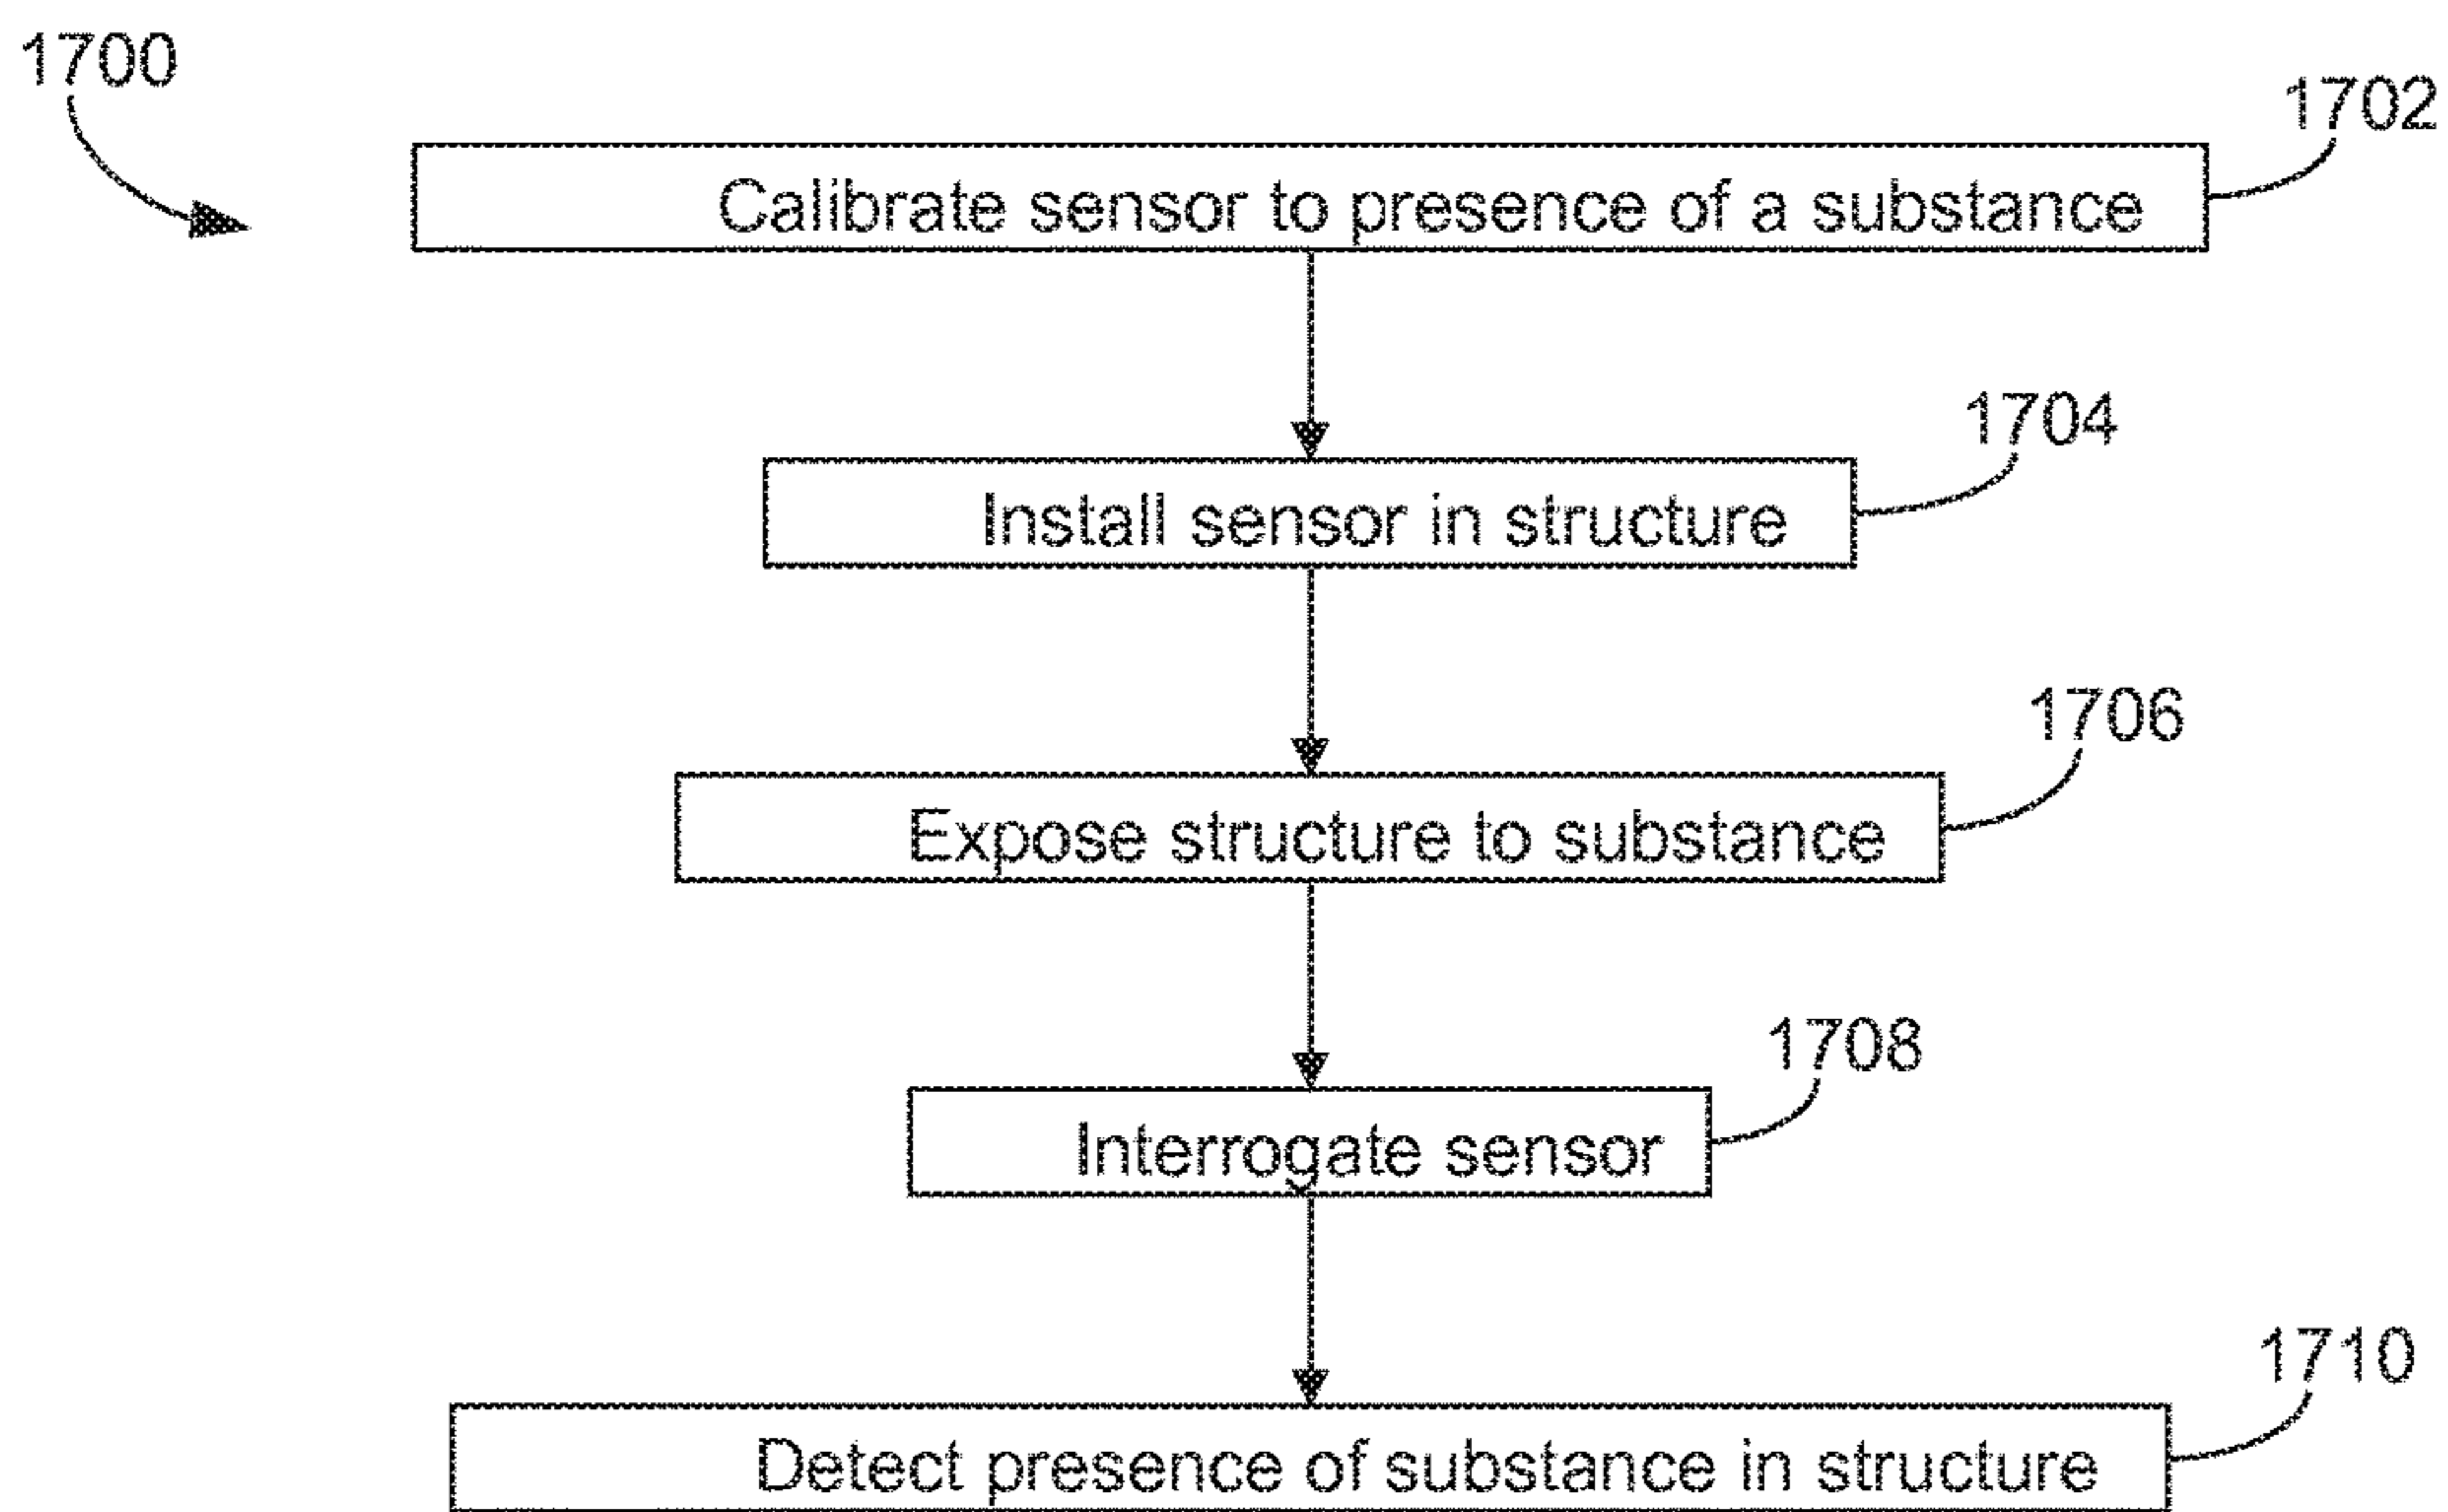 1700
1702
Calibrate sensor to presence of a substance
1704
Install sensor in structure
1706
Expose structure to substance
1708
Interrogate sensor
1710
Detect presence of substance in structure